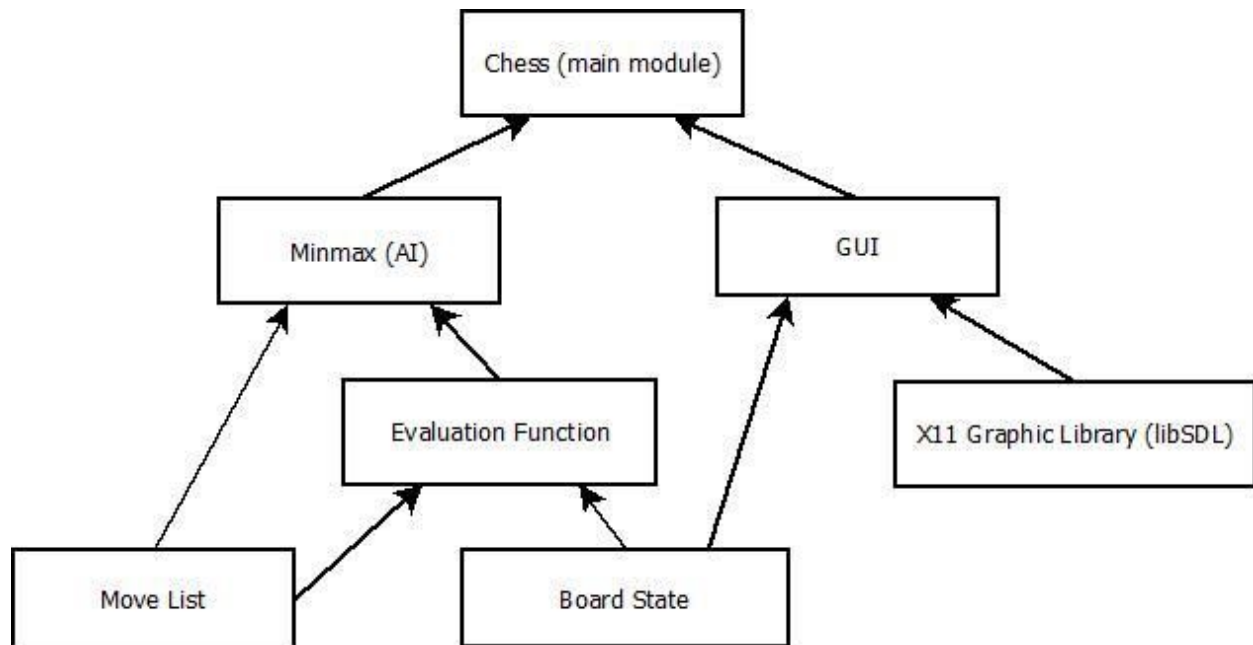 Chess (main module)
Minmax (AI)
GUI
Evaluation Function
X11 Graphic Library (libSDL)
Move List
Board State